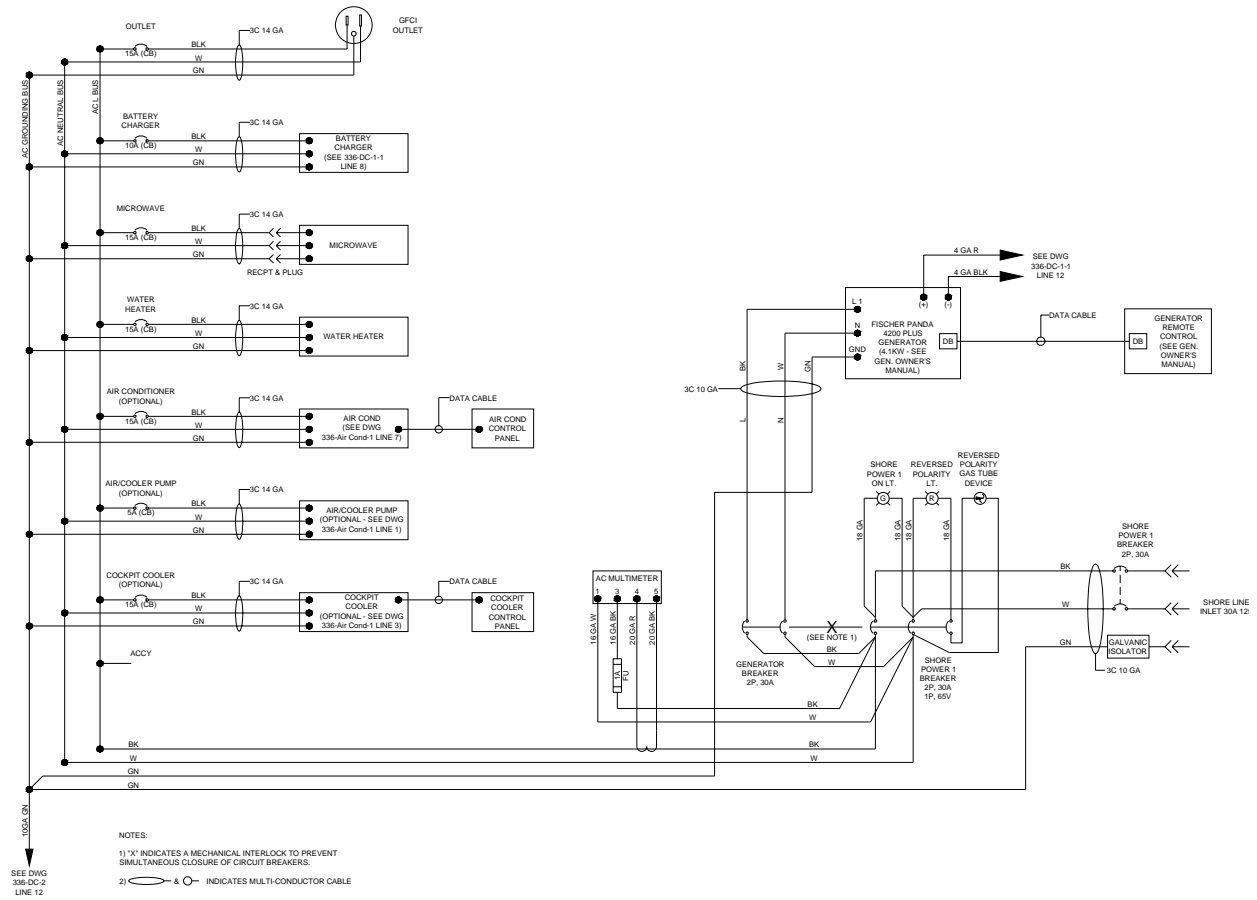 OUTLET
3C 14 GA
GFCI
OUTLET
BLK
15A (CB)
W
GN
AC GROUNDING BUS
AC NEUTRAL BUS
AC L BUS
BATTERY
CHARGER
3C 14 GA
BLK
10A (CB)
W
GN
BATTERY
CHARGER
(SEE 336-DC-1-1
LINE 8)
MICROWAVE
3C 14 GA
BLK
15A (CB)
W
GN
MICROWAVE
RECPT & PLUG
WATER
HEATER
3C 14 GA
BLK
15A (CB)
W
GN
WATER HEATER
AIR CONDITIONER
(OPTIONAL)
3C 14 GA
BLK
15A (CB)
W
GN
AIR COND
(SEE DWG
336-Air Cond-1 LINE 7)
DATA CABLE
AIR COND
CONTROL
PANEL
AIR/COOLER PUMP
(OPTIONAL)
3C 14 GA
BLK
5A (CB)
W
GN
AIR/COOLER PUMP
(OPTIONAL - SEE DWG
336-Air Cond-1 LINE 1)
COCKPIT COOLER
(OPTIONAL)
3C 14 GA
BLK
15A (CB)
W
GN
COCKPIT
COOLER
(OPTIONAL - SEE DWG
336-Air Cond-1 LINE 3)
DATA CABLE
COCKPIT
COOLER
CONTROL
PANEL
ACCY
4 GA R
4 GA BLK
SEE DWG
336-DC-1-1
LINE 12
L 1
N
GND
(+)
(-)
FISCHER PANDA
4200 PLUS
GENERATOR
(4.1KW - SEE
GEN. OWNER'S
MANUAL)
DB
DATA CABLE
DB
GENERATOR
REMOTE
CONTROL
(SEE GEN.
OWNER'S
MANUAL)
BK
W
GN
3C 10 GA
L
N
SHORE
POWER 1
ON LT.
REVERSED
POLARITY
LT.
REVERSED
POLARITY
GAS TUBE
DEVICE
G
R
18 GA
18 GA
18 GA
18 GA
SHORE
POWER 1
BREAKER
2P, 30A
BK
W
GN
SHORE LINE
INLET 30A 12
GALVANIC
ISOLATOR
3C 10 GA
AC MULTIMETER
1 3 4 5
16 GA W
16 GA BK
20 GA R
20 GA BK
1A
FU
X
(SEE NOTE 1)
BK
W
GENERATOR
BREAKER
2P, 30A
SHORE
POWER 1
BREAKER
2P, 30A
1P, 65V
BK
W
BK
BK
W
W
GN
GN
10GA GN
SEE DWG
336-DC-2
LINE 12
NOTES:
1) "X" INDICATES A MECHANICAL INTERLOCK TO PREVENT
SIMULTANEOUS CLOSURE OF CIRCUIT BREAKERS.
2) & INDICATES MULTI-CONDUCTOR CABLE